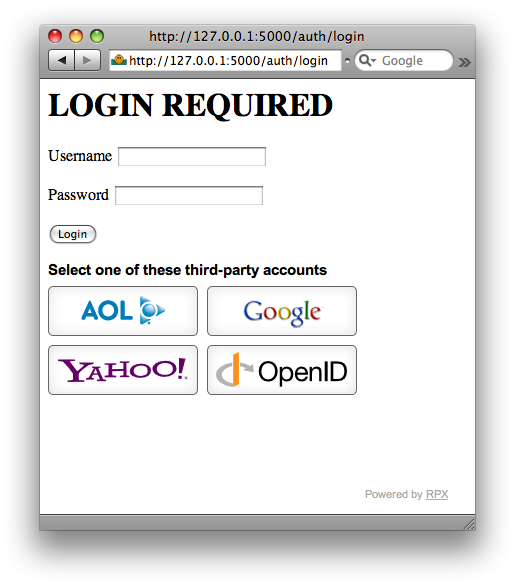 http://127.0.0.1:5000/auth/login
http://127.0.0.1:5000/auth/login Google
LOGIN REQUIRED
Username
Password
Login
Select one of these third-party accounts
AOL Google
YAHOO! OpenID
Powered by RPX